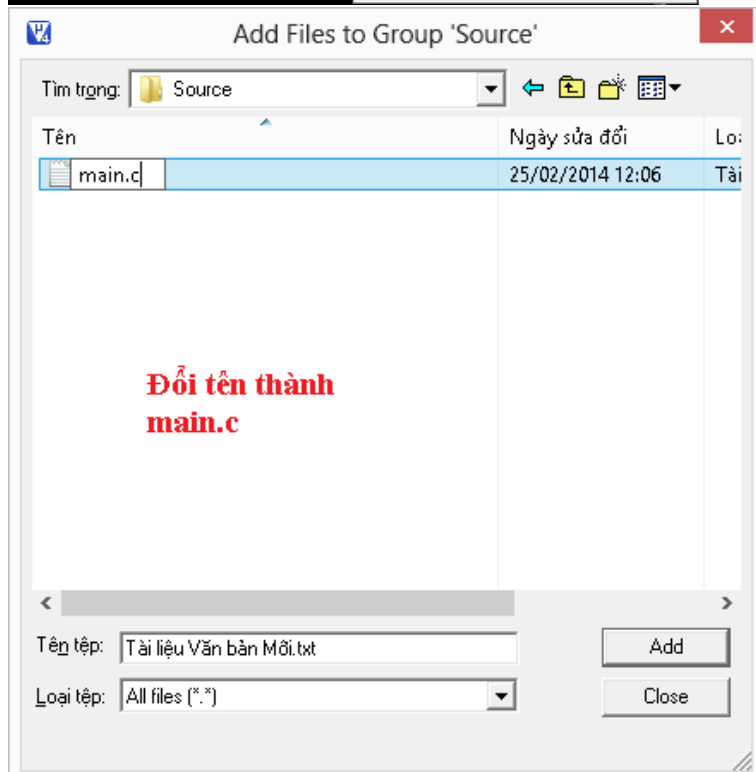 Add Files to Group 'Source'
Tìm trong: Source
Tên Ngày sửa đổi Loạ
main.c 25/02/2014 12:06 Tài
Đổi tên thành
main.c
Tên tệp: Tài liệu Văn bản Mới.txt Add
Loại tệp: All files (*.*) Close